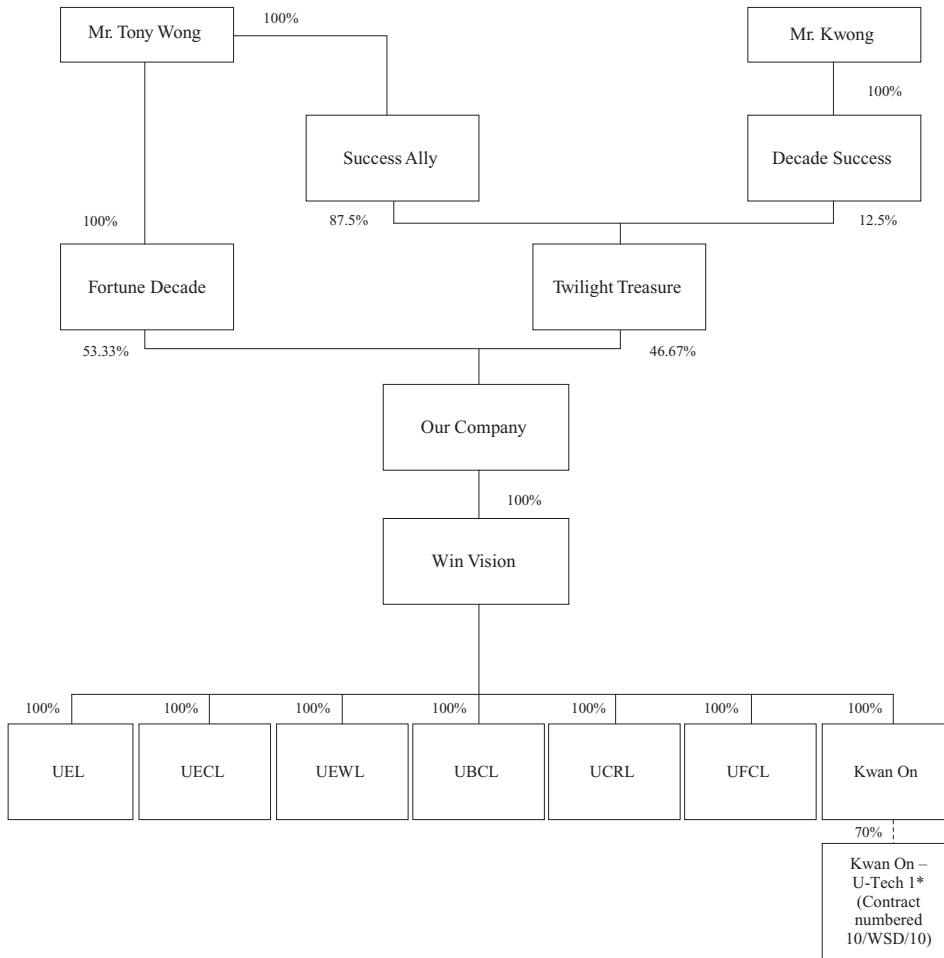 100%
Mr. Tony Wong
Mr. Kwong
100%
Success Ally
Decade Success
100%
87.5%
12.5%
Fortune Decade
Twilight Treasure
53.33%
46.67%
Our Company
100%
Win Vision
100%
100%
100%
100%
100%
100%
100%
UEL
UECL
UEWL
UBCL
UCRL
UFCL
Kwan On
70%
Kwan On –
U-Tech 1*
(Contract
numbered
10/WSD/10)